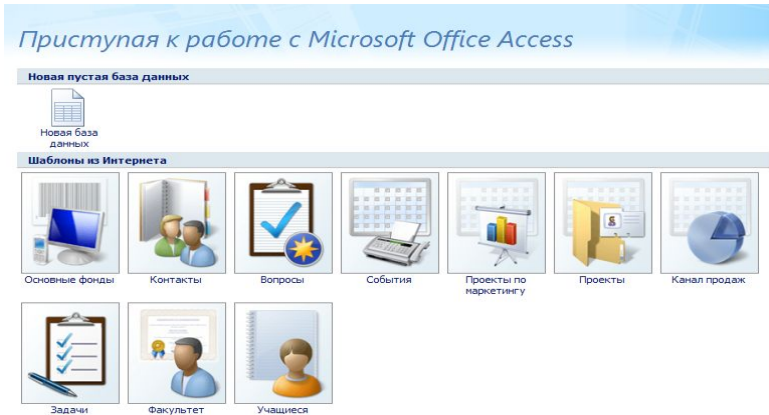 Приступая к работе с Microsoft Office Access
Новая пустая база данных
Новая база
данных
Шаблоны из Интернета
Основные фонды
Контакты
Вопросы
События
Проекты по
маркетингу
Проекты
Канал продаж
Задачи
Факультет
Учащиеся